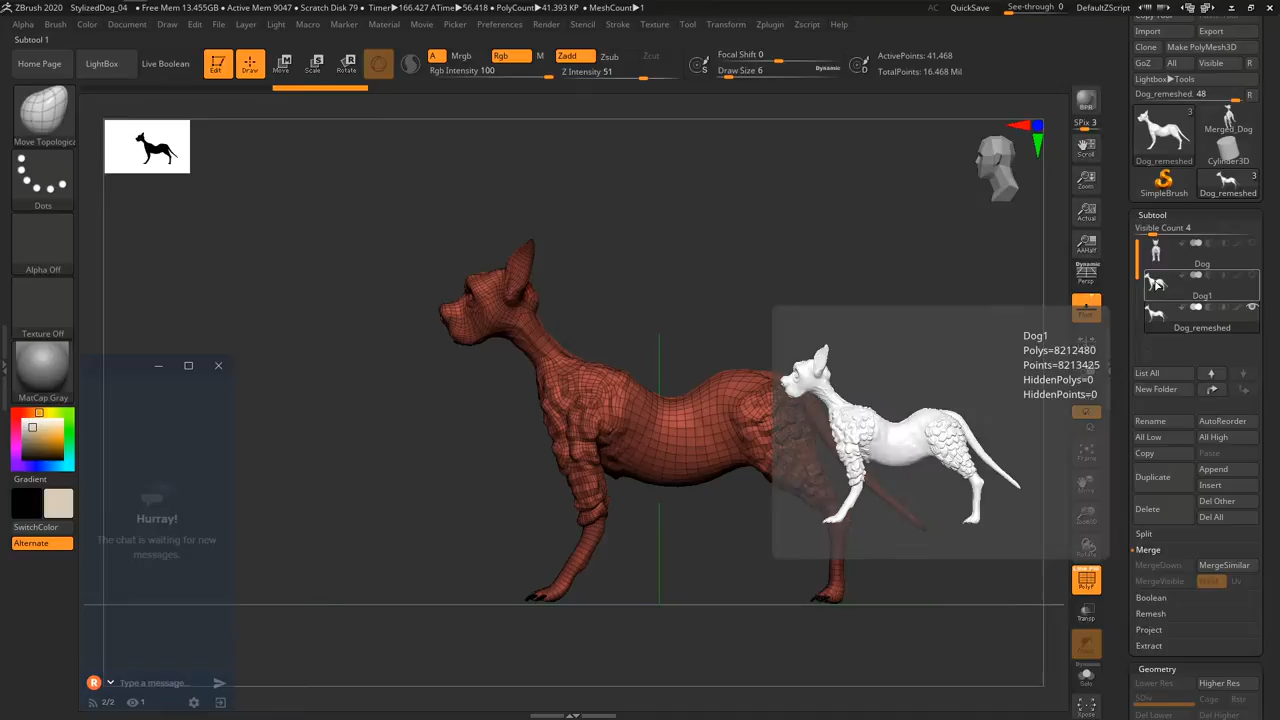 ZBrush 2020 StylizedDog_04 • Free Mem 13.455GB • Active Mem 9047 • Scratch Disk 79 • Timer▶166.427 ATime▶56.418 • PolyCount▶41.393 KP • MeshCount▶1 AC QuickSave See-through 0 DefaultZScript
Alpha Brush Color Document Draw Edit File Layer Light Macro Marker Material Movie Picker Preferences Render Stencil Stroke Texture Tool Transform Zplugin Zscript
Subtool 1
Home Page LightBox Live Boolean Edit Draw Move Scale Rotate
A Mrgb Rgb M Zadd Zsub Zcut
Rgb Intensity 100 Z Intensity 51
S Focal Shift 0
Draw Size 6 Dynamic
D ActivePoints: 41,468
TotalPoints: 16.468 Mil
Move Topologica
Dots
Alpha Off
Texture Off
MatCap Gray
Gradient
SwitchColor
Alternate
Hurray!
The chat is waiting for new
messages.
R Type a message...
2/2 1
Dog1
Polys=8212480
Points=8213425
HiddenPolys=0
HiddenPoints=0
BPR
SPix 3
Scroll
Zoom
Actual
AAHalf
Dynamic
Persp
Floor
Frame
Move
Zoom3D
Rotate
Line Fill
PolyF
Transp
Dynamic
Solo
Xpose
Copy Tool
Import Export
Clone Make PolyMesh3D
GoZ All Visible R
Lightbox▶Tools
Dog_remeshed. 48 R
3
Dog_remeshed
Merged_Dog
Cylinder3D
SimpleBrush
3
Dog_remeshed
Subtool
Visible Count 4
Dog
Dog1
Dog_remeshed
List All
New Folder
Rename AutoReorder
All Low All High
Copy Paste
Duplicate Append
Insert
Delete Del Other
Del All
Split
Merge
MergeDown MergeSimilar
MergeVisible Weld Uv
Boolean
Remesh
Project
Extract
Geometry
Lower Res Higher Res
SDiv Cage Rstr
Del Lower Del Higher